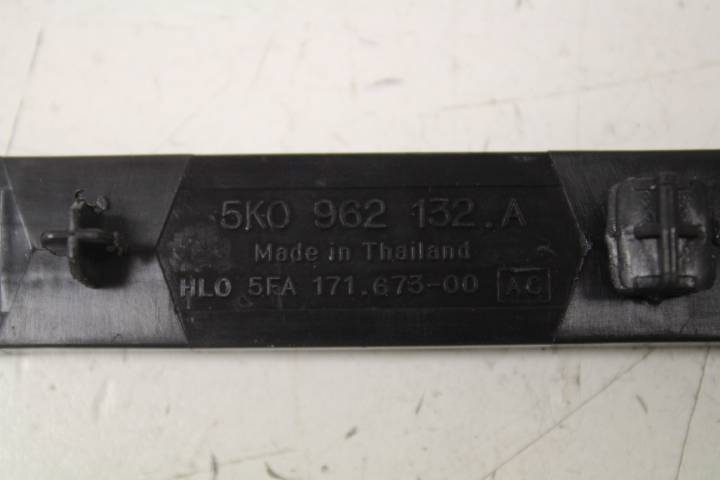 5K0 962 132.A
Made in Thailand
HLO 5FA 171.673-00 AC